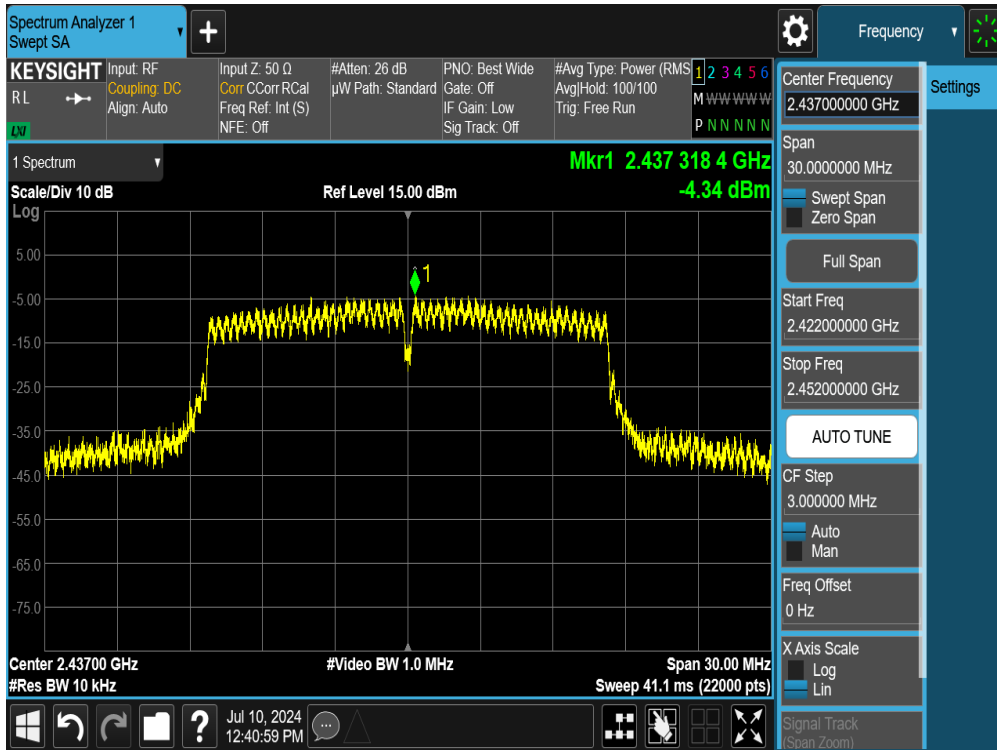 Spectrum Analyzer 1
Swept SA
+
Frequency
KEYSIGHT
R L
LXI
Input: RF
Coupling: DC
Align: Auto
Input Z: 50 Ω
Corr CCorr RCal
Freq Ref: Int (S)
NFE: Off
#Atten: 26 dB
µW Path: Standard
PNO: Best Wide
Gate: Off
IF Gain: Low
Sig Track: Off
#Avg Type: Power (RMS
Avg|Hold: 100/100
Trig: Free Run
1 2 3 4 5 6
M W W W W W
P N N N N N
1 Spectrum
Mkr1 2.437 318 4 GHz
Scale/Div 10 dB
Ref Level 15.00 dBm
-4.34 dBm
Log
5.00
-5.00
-15.0
-25.0
-35.0
-45.0
-55.0
-65.0
-75.0
1
Center 2.43700 GHz
#Video BW 1.0 MHz
Span 30.00 MHz
#Res BW 10 kHz
Sweep 41.1 ms (22000 pts)
Center Frequency
2.437000000 GHz
Settings
Span
30.0000000 MHz
Swept Span
Zero Span
Full Span
Start Freq
2.422000000 GHz
Stop Freq
2.452000000 GHz
AUTO TUNE
CF Step
3.000000 MHz
Auto
Man
Freq Offset
0 Hz
X Axis Scale
Log
Lin
Signal Track
(Span Zoom)
?
Jul 10, 2024
12:40:59 PM